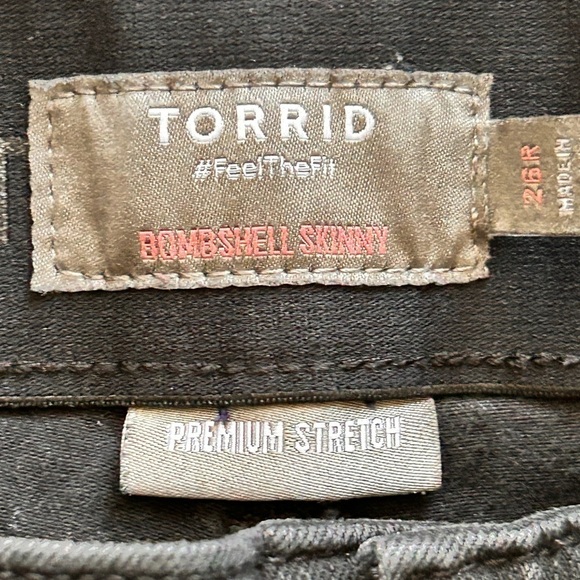 TORRID
#FeelTheFit
BOMBSHELL SKINNY
26R
MADE IN
PREMIUM STRETCH